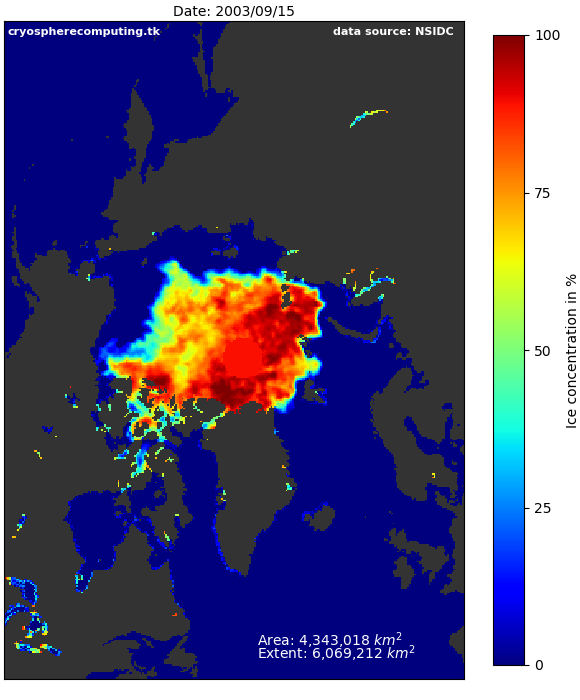 Date: 2003/09/15
cryospherecomputing.tk data source: NSIDC
100
75
50
25
0
Ice concentration in %
Area: 4,343,018 km²
Extent: 6,069,212 km²